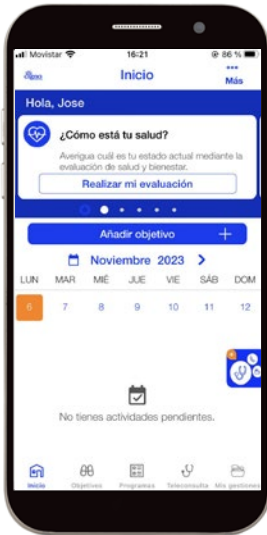 Movistar 16:21 86 %
Inicio
Más
Hola, Jose
¿Cómo está tu salud?
Averigua cuál es tu estado actual mediante la
evaluación de salud y bienestar.
Realizar mi evaluación
Añadir objetivo +
Noviembre 2023 >
LUN MAR MIÉ JUE VIE SÁB DOM
6 7 8 9 10 11 12
No tienes actividades pendientes.
Inicio Objetivos Programas Teleconsulta Mis gestiones